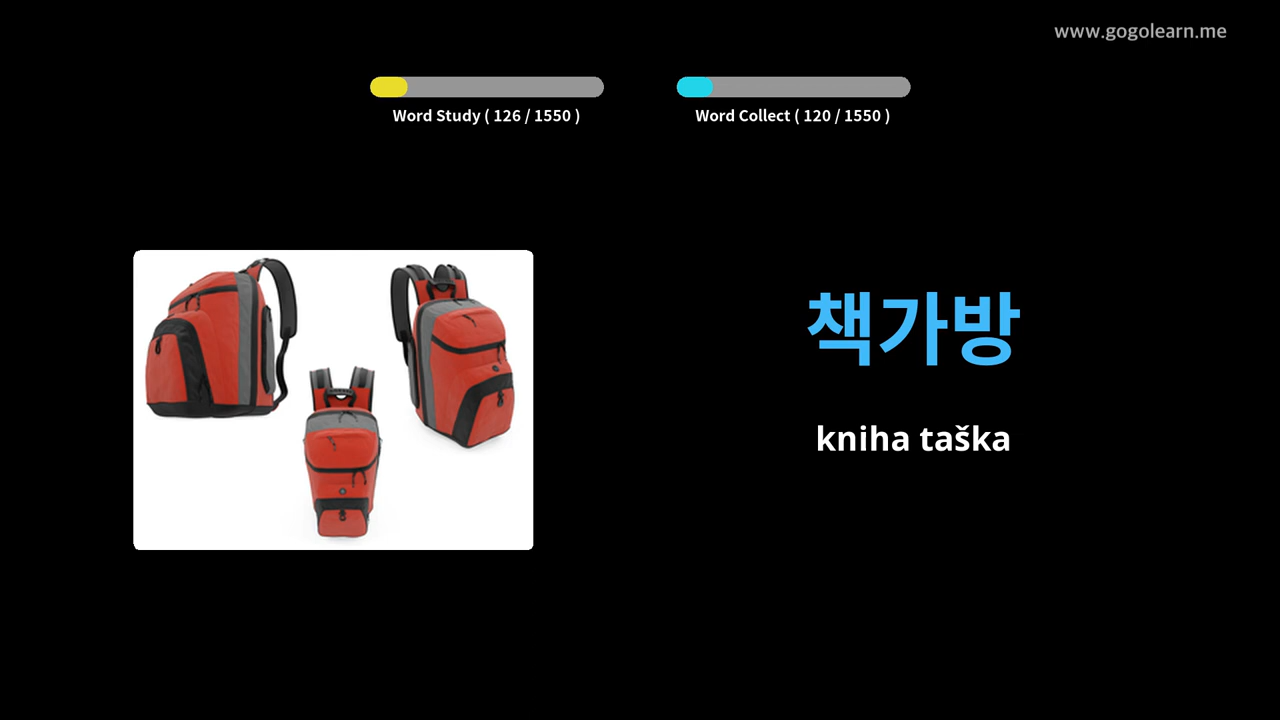 www.gogolearn.me
Word Study ( 126 / 1550 )
Word Collect ( 120 / 1550 )
책가방
kniha taška